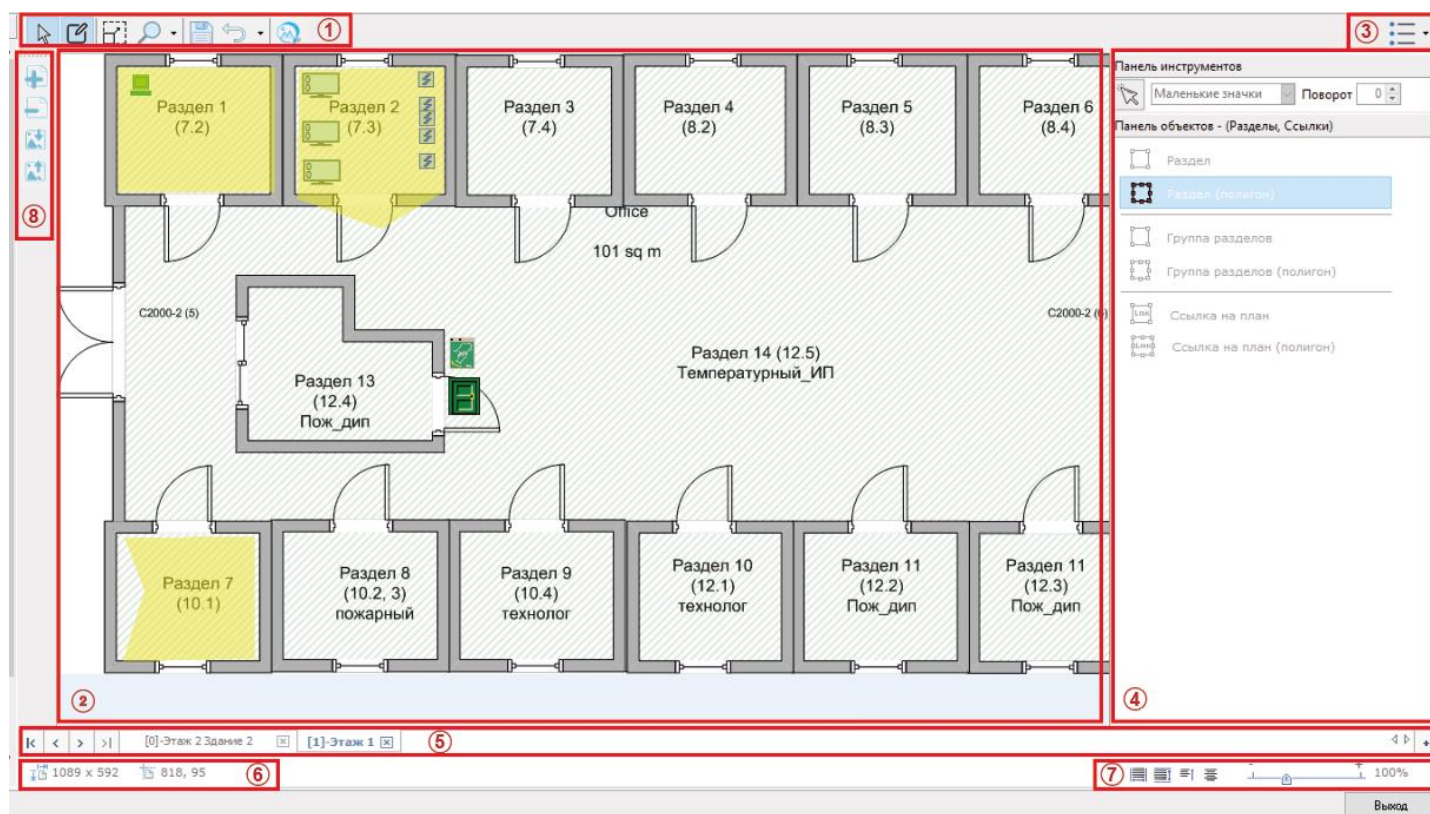 ①
③
Панель инструментов
Маленькие значки Поворот 0
Панель объектов - (Разделы, Ссылки)
Раздел
Раздел (полигон)
Группа разделов
Группа разделов (полигон)
Link Ссылка на план
Link Ссылка на план (полигон)
④
⑧
Раздел 1
(7.2)
Раздел 2
(7.3)
Раздел 3
(7.4)
Раздел 4
(8.2)
Раздел 5
(8.3)
Раздел 6
(8.4)
Office
101 sq m
С2000-2 (5)
С2000-2 (6)
Раздел 13
(12.4)
Пож_дип
Раздел 14 (12.5)
Температурный_ИП
Раздел 7
(10.1)
Раздел 8
(10.2, 3)
пожарный
Раздел 9
(10.4)
технолог
Раздел 10
(12.1)
технолог
Раздел 11
(12.2)
Пож_дип
Раздел 11
(12.3)
Пож_дип
②
[0]-Этаж 2 Здание 2 [1]-Этаж 1 ⑤
1089 x 592 818, 95 ⑥
⑦ - + 100%
Выход